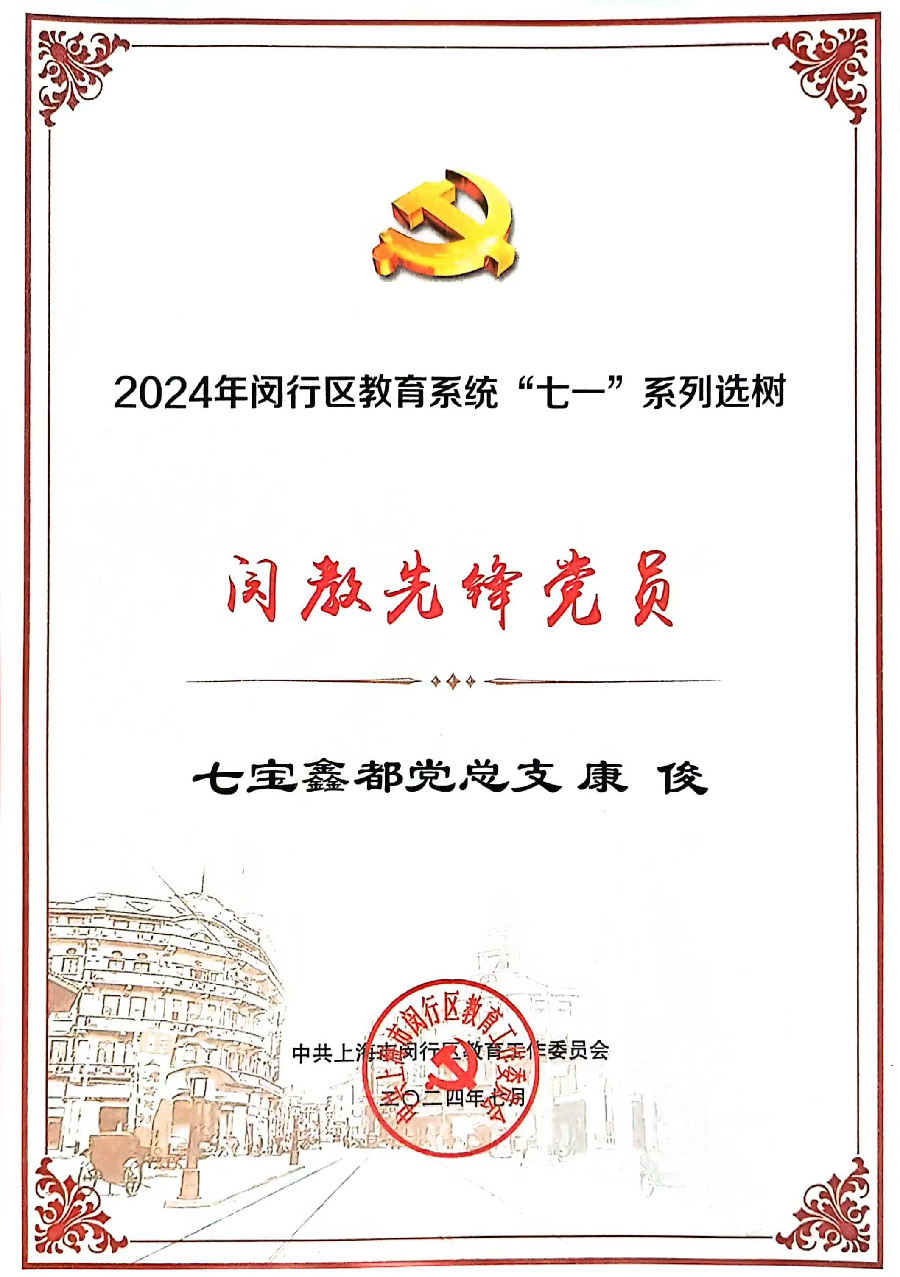 2024年闵行区教育系统“七一”系列选树
闵教先锋党员
七宝鑫都党总支 康 俊
中共上海市闵行区教育工作委员会
二〇二四年七月
中共上海市闵行区教育工作委员会